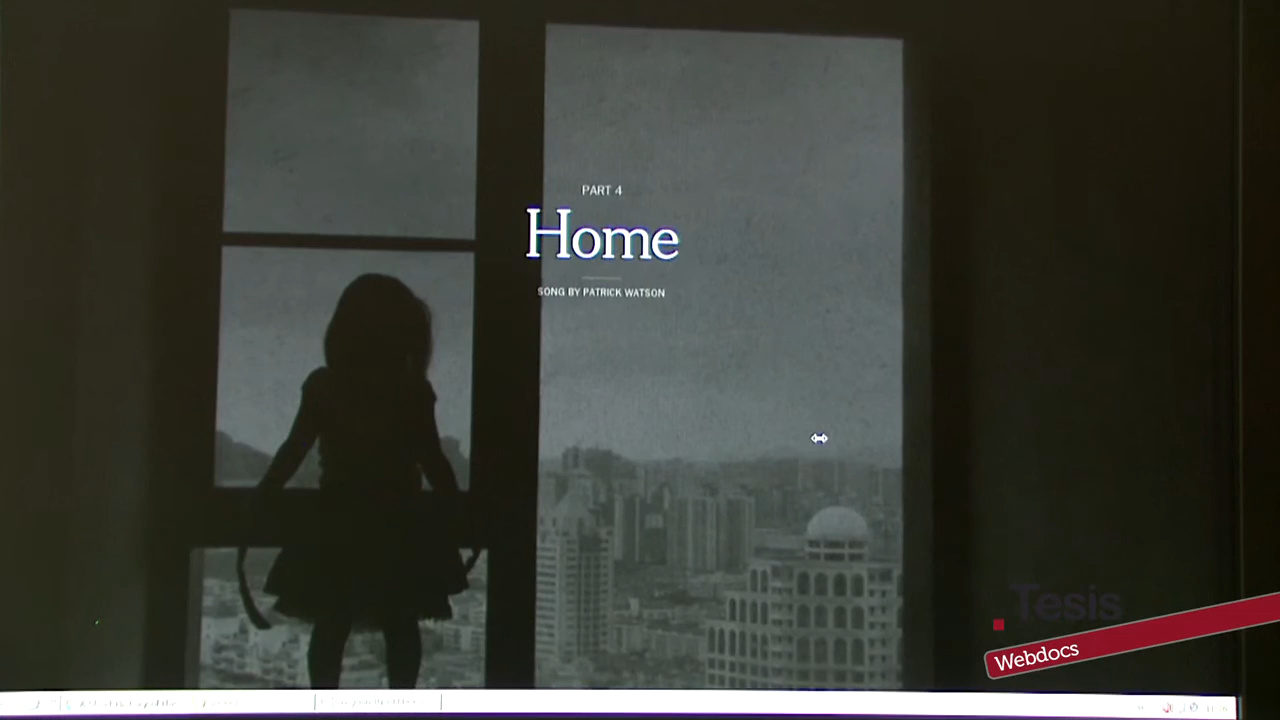 PART 4
Home
SONG BY PATRICK WATSON
.Tesis
Webdocs